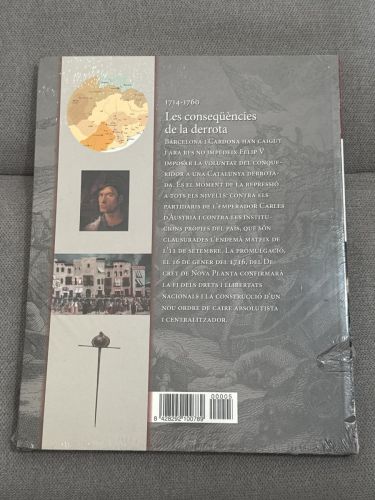 1714-1760
Les conseqüències
de la derrota
Barcelona i Cardona han caigut
i ara res no impedeix Felip V
imposar la voluntat del conque-
ridor a una Catalunya derrota-
da. És el moment de la repressió
a tots els nivells: contra els
partidaris de l'emperador Carles
d'Àustria i contra les institu-
cions pròpies del país, que són
clausurades l'endemà mateix de
l'11 de setembre. La promulgació,
el 16 de gener del 1716, del De-
cret de Nova Planta confirmarà
la fi dels drets i llibertats
nacionals i la construcció d'un
nou ordre de caire absolutista
i centralitzador.
00005
8 428292 100789